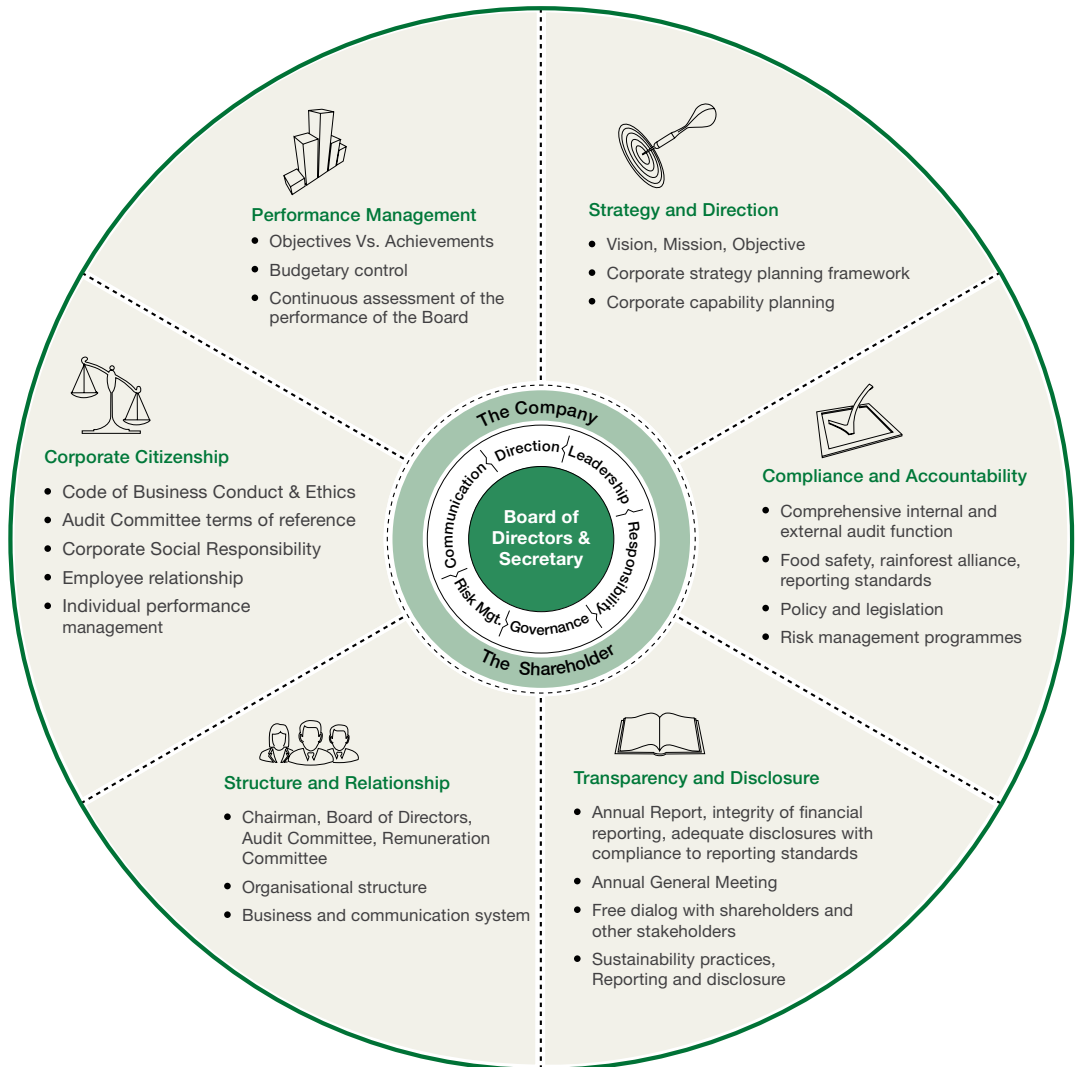 Performance Management
• Objectives Vs. Achievements
• Budgetary control
• Continuous assessment of the
performance of the Board
Strategy and Direction
• Vision, Mission, Objective
• Corporate strategy planning framework
• Corporate capability planning
Corporate Citizenship
• Code of Business Conduct & Ethics
• Audit Committee terms of reference
• Corporate Social Responsibility
• Employee relationship
• Individual performance
management
The Company
Direction
Leadership
Responsibility
Governance
Risk Mgt.
Communication
Board of
Directors &
Secretary
The Shareholder
Compliance and Accountability
• Comprehensive internal and
external audit function
• Food safety, rainforest alliance,
reporting standards
• Policy and legislation
• Risk management programmes
Structure and Relationship
• Chairman, Board of Directors,
Audit Committee, Remuneration
Committee
• Organisational structure
• Business and communication system
Transparency and Disclosure
• Annual Report, integrity of financial
reporting, adequate disclosures with
compliance to reporting standards
• Annual General Meeting
• Free dialog with shareholders and
other stakeholders
• Sustainability practices,
Reporting and disclosure